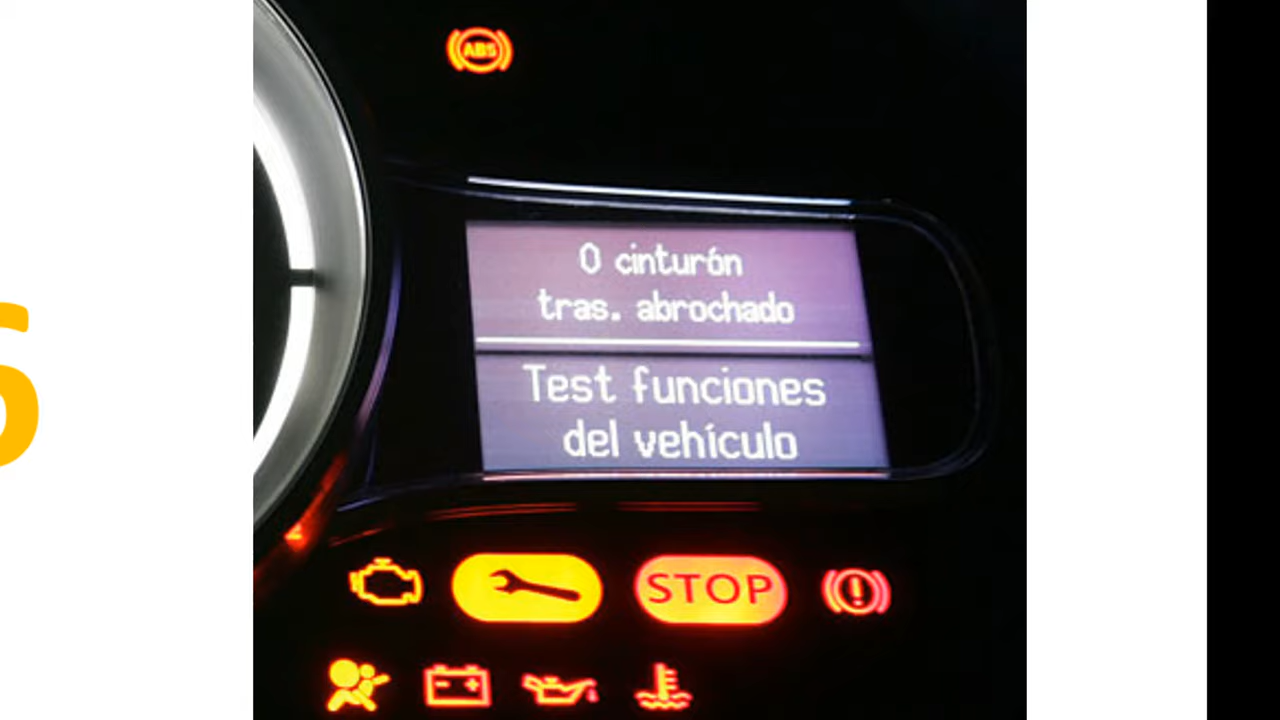 ABS
0 cinturón
tras. abrochado
Test funciones
del vehículo
STOP